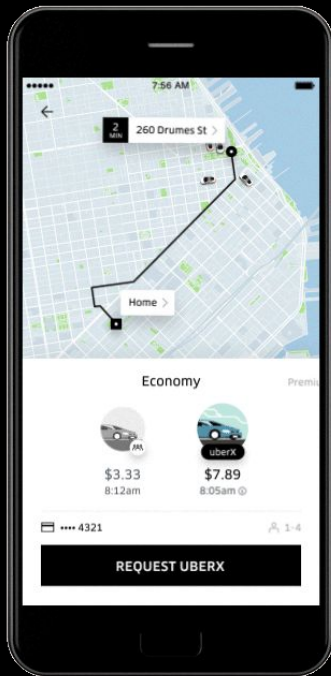 7:56 AM
2
MIN
260 Drumes St
Home
Economy
Premiu
uberX
$3.33
$7.89
8:12am
8:05am
•••• 4321
1-4
REQUEST UBERX